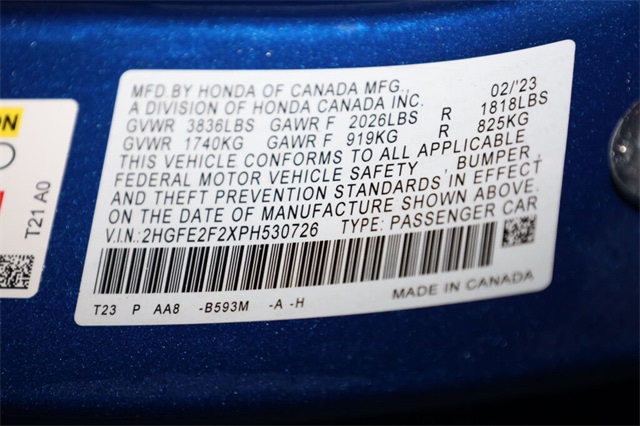 MFD.BY HONDA OF CANADA MFG., 02/'23
A DIVISION OF HONDA CANADA INC.
GVWR 3836LBS GAWR F 2026LBS R 1818LBS
GVWR 1740KG GAWR F 919KG R 825KG
THIS VEHICLE CONFORMS TO ALL APPLICABLE
FEDERAL MOTOR VEHICLE SAFETY , BUMPER,
AND THEFT PREVENTION STANDARDS IN EFFECT
ON THE DATE OF MANUFACTURE SHOWN ABOVE.
V.I.N.:2HGFE2F2XPH530726 TYPE: PASSENGER CAR
T23 P AA8 -B593M -A -H MADE IN CANADA
T21 A0